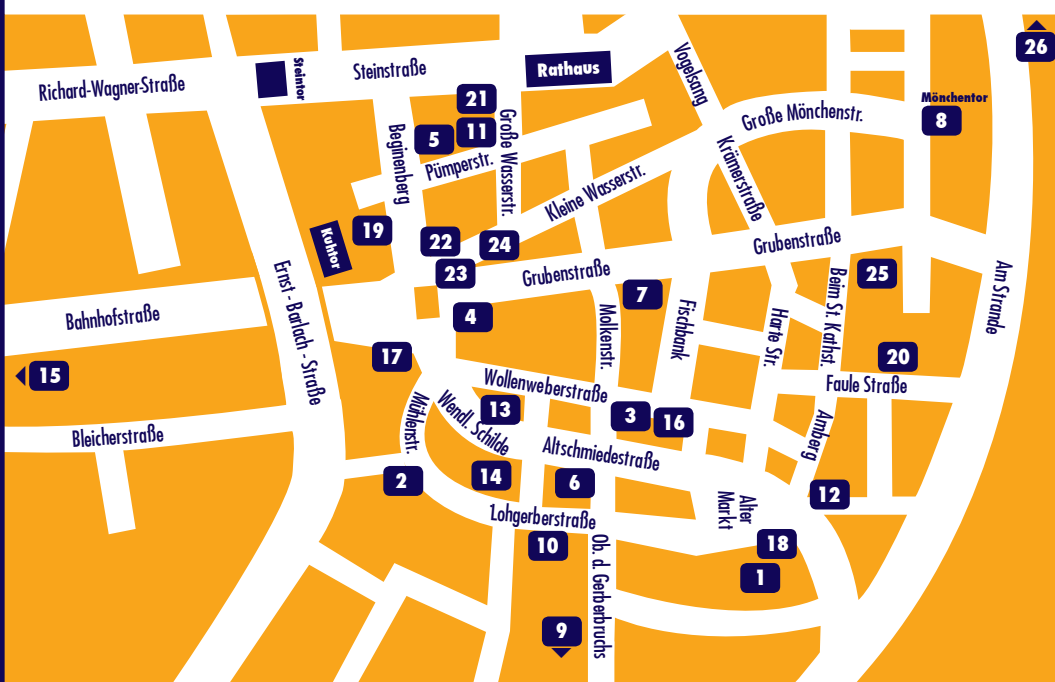 26
Vogelsang
Rathaus
Steintor
Steinstraße
Richard-Wagner-Straße
21
Mönchentor
8
Große Mönchenstr.
Große Wasserstr.
11
5
Beginenberg
Pümperstr.
Krämerstraße
Kleine Wasserstr.
19
Kuhtor
22
24
23
Grubenstraße
Grubenstraße
25
Ernst - Barlach - Straße
7
Am Strande
Beim St. Kathst.
Bahnhofstraße
4
Molkenstr.
Fischbank
Harte Str.
17
20
15
Wollenweberstraße
Faule Straße
13
3
16
Mühlenstr.
Wendl. Schilde
Amberg
Bleicherstraße
Altschmiedestraße
2
14
6
12
Alter
Markt
Lohgerberstraße
10
18
1
Ob. d. Gerberbruchs
9